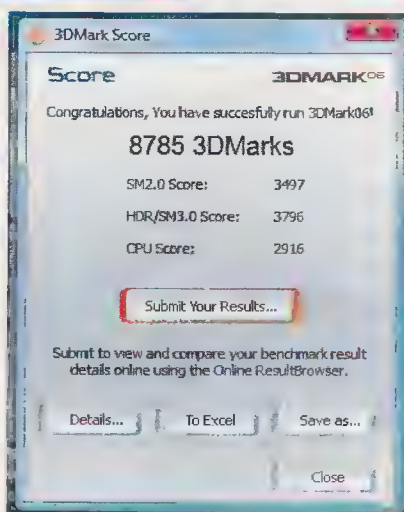 3DMark Score
Score 3DMARK06
Congratulations, You have succesfully run 3DMark06!
8785 3DMarks
SM2.0 Score: 3497
HDR/SM3.0 Score: 3796
CPU Score: 2916
Submit Your Results...
Submit to view and compare your benchmark result
details online using the Online ResultBrowser.
Details... To Excel Save as...
Close